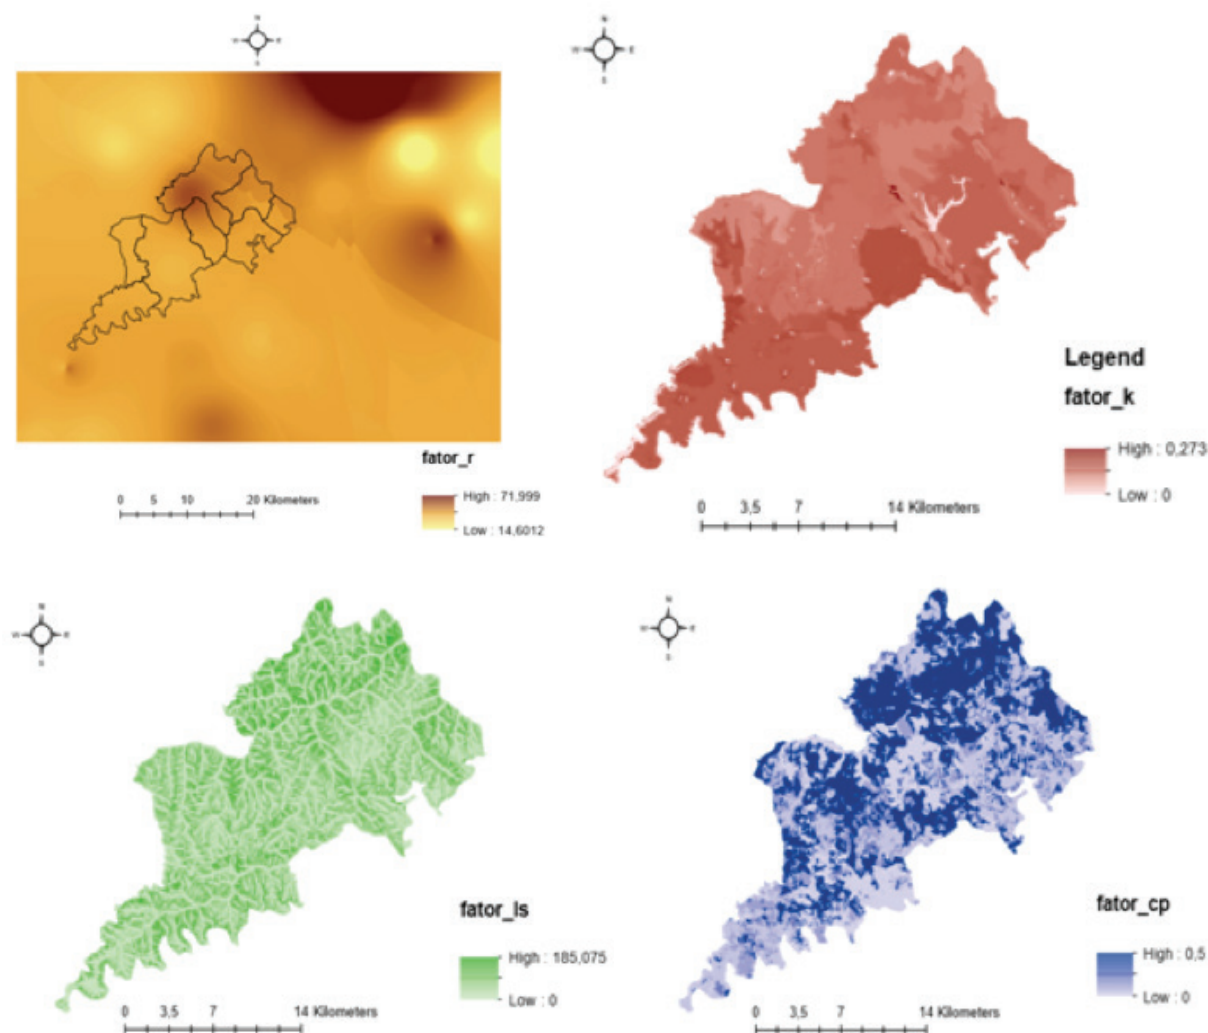 N
W
E
S
fator_r
High : 71,999
Low : 14,6012
0 5 10 20 Kilometers
N
W E
S
Legend
fator_k
High : 0,273
Low : 0
0 3,5 7 14 Kilometers
N
W
E
S
fator_ls
High : 185,075
Low : 0
0 3,5 7 14 Kilometers
N
W
E
S
fator_cp
High : 0,5
Low : 0
0 3,5 7 14 Kilometers